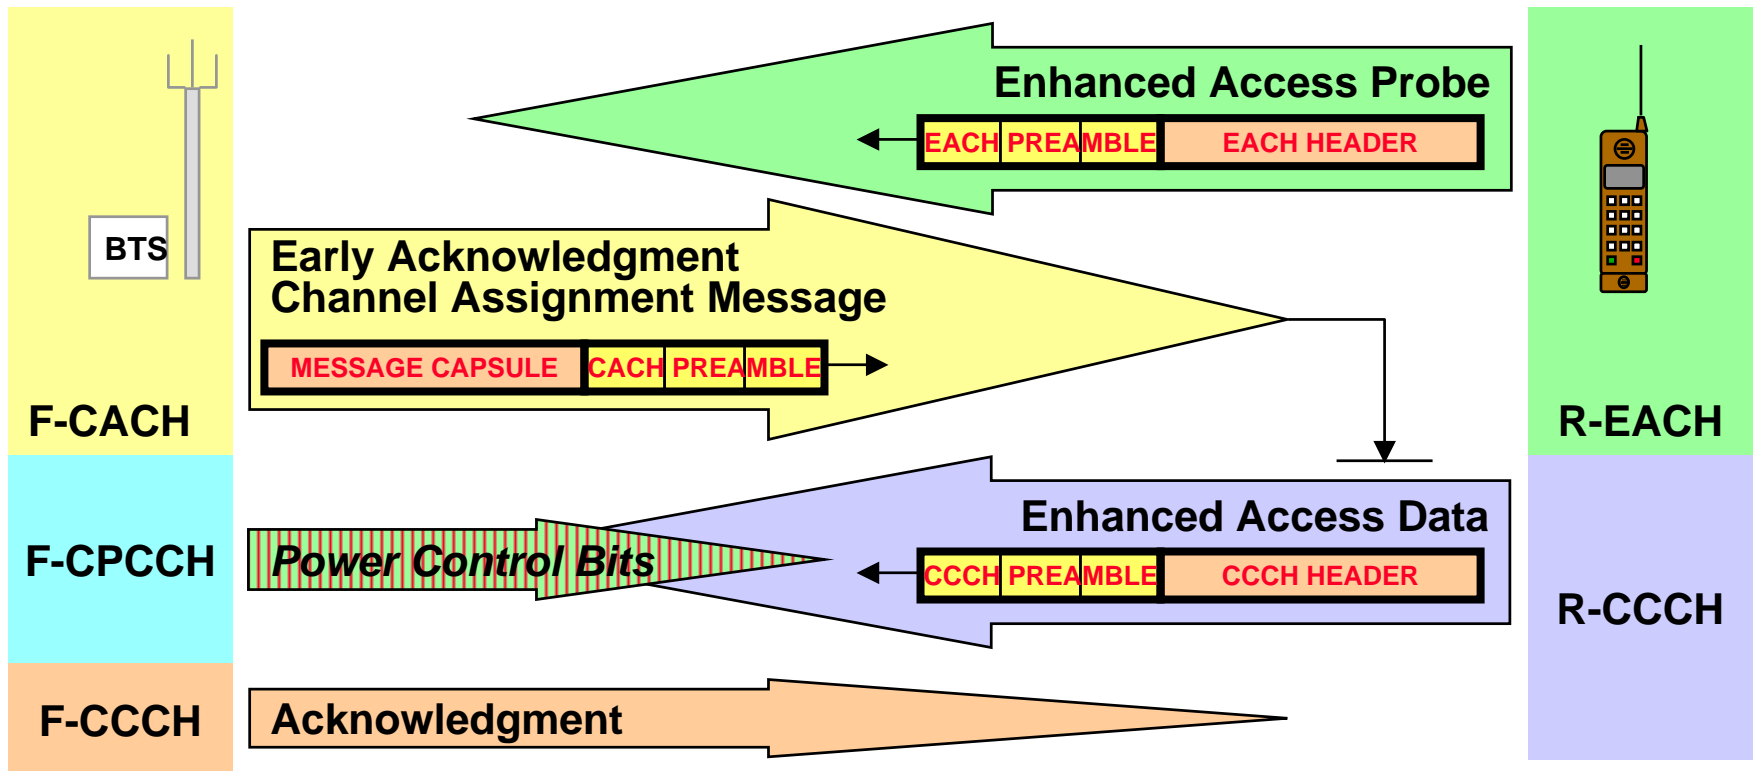 Enhanced Access Probe
EACH PREAMBLE EACH HEADER
BTS
Early Acknowledgment
Channel Assignment Message
MESSAGE CAPSULE CACH PREAMBLE
F-CACH
R-EACH
Enhanced Access Data
F-CPCCH
Power Control Bits
CCCH PREAMBLE CCCH HEADER
R-CCCH
F-CCCH
Acknowledgment